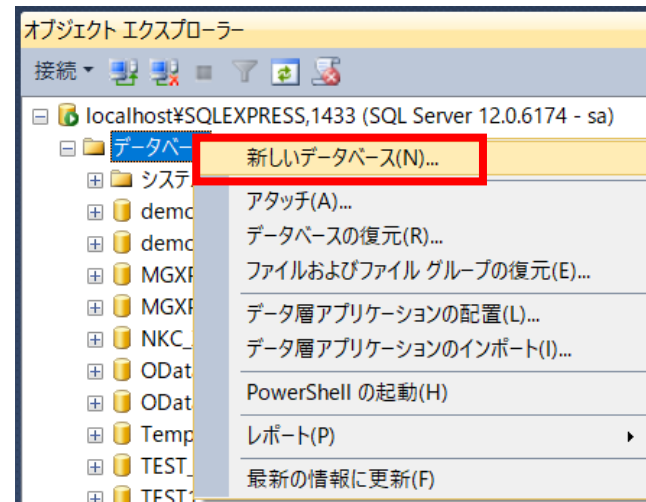 オブジェクト エクスプローラー
接続
localhost¥SQLEXPRESS,1433 (SQL Server 12.0.6174 - sa)
データベー
新しいデータベース(N)...
システ
アタッチ(A)...
demo
データベースの復元(R)...
demo
ファイルおよびファイル グループの復元(E)...
MGXP
MGXP
データ層アプリケーションの配置(L)...
NKC_
データ層アプリケーションのインポート(I)...
OData
PowerShell の起動(H)
OData
Temp
レポート(P)
TEST_
最新の情報に更新(F)
TEST2